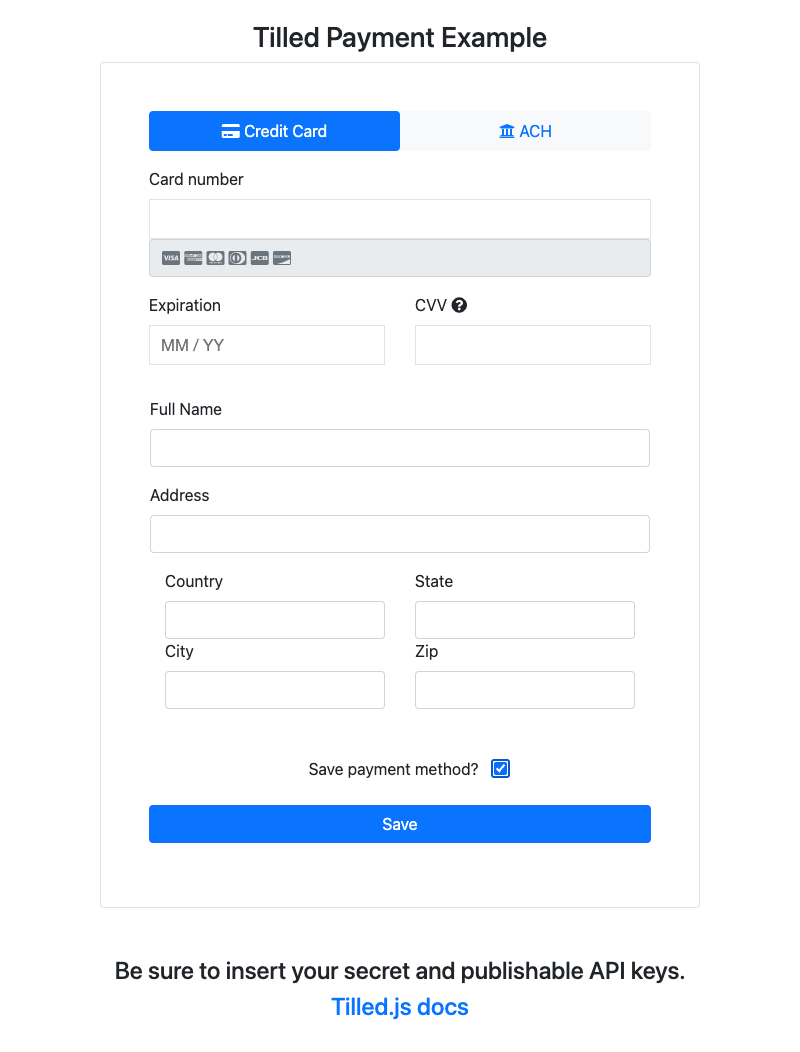 Tilled Payment Example
Credit Card
ACH
Card number
VISA JCB
Expiration
CVV
MM / YY
Full Name
Address
Country
State
City
Zip
Save payment method?
Save
Be sure to insert your secret and publishable API keys.
Tilled.js docs